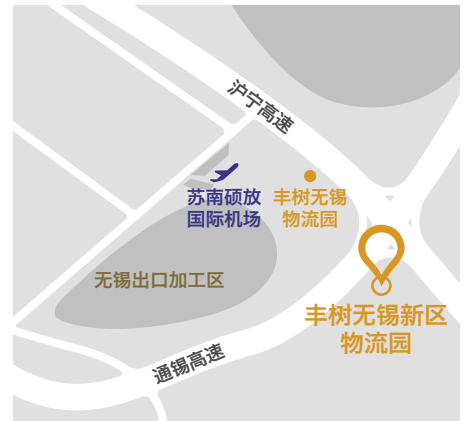 沪宁高速
苏南硕放
国际机场
丰树无锡
物流园
无锡出口加工区
丰树无锡新区
物流园
通锡高速